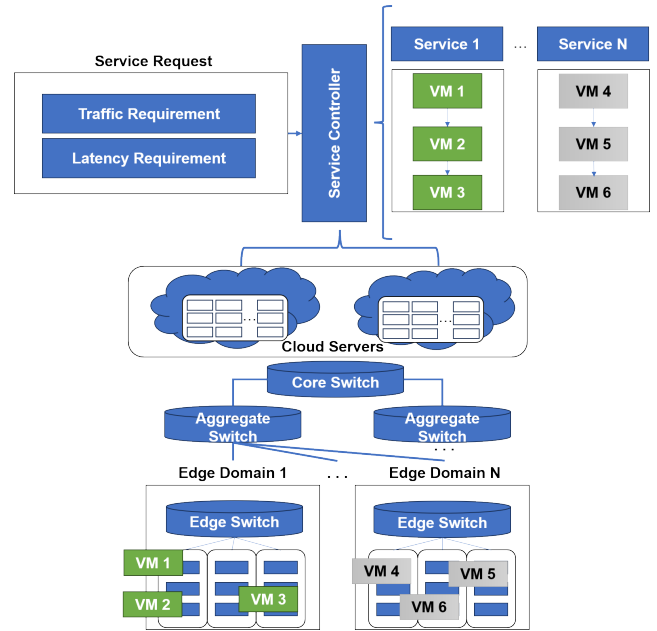 Service Request
Traffic Requirement
Latency Requirement
Service Controller
Service 1
...
Service N
VM 1
VM 2
VM 3
VM 4
VM 5
VM 6
...
...
Cloud Servers
Core Switch
Aggregate
Switch
Aggregate
Switch
...
Edge Domain 1
...
Edge Domain N
Edge Switch
VM 1
VM 2
VM 3
Edge Switch
VM 4
VM 5
VM 6